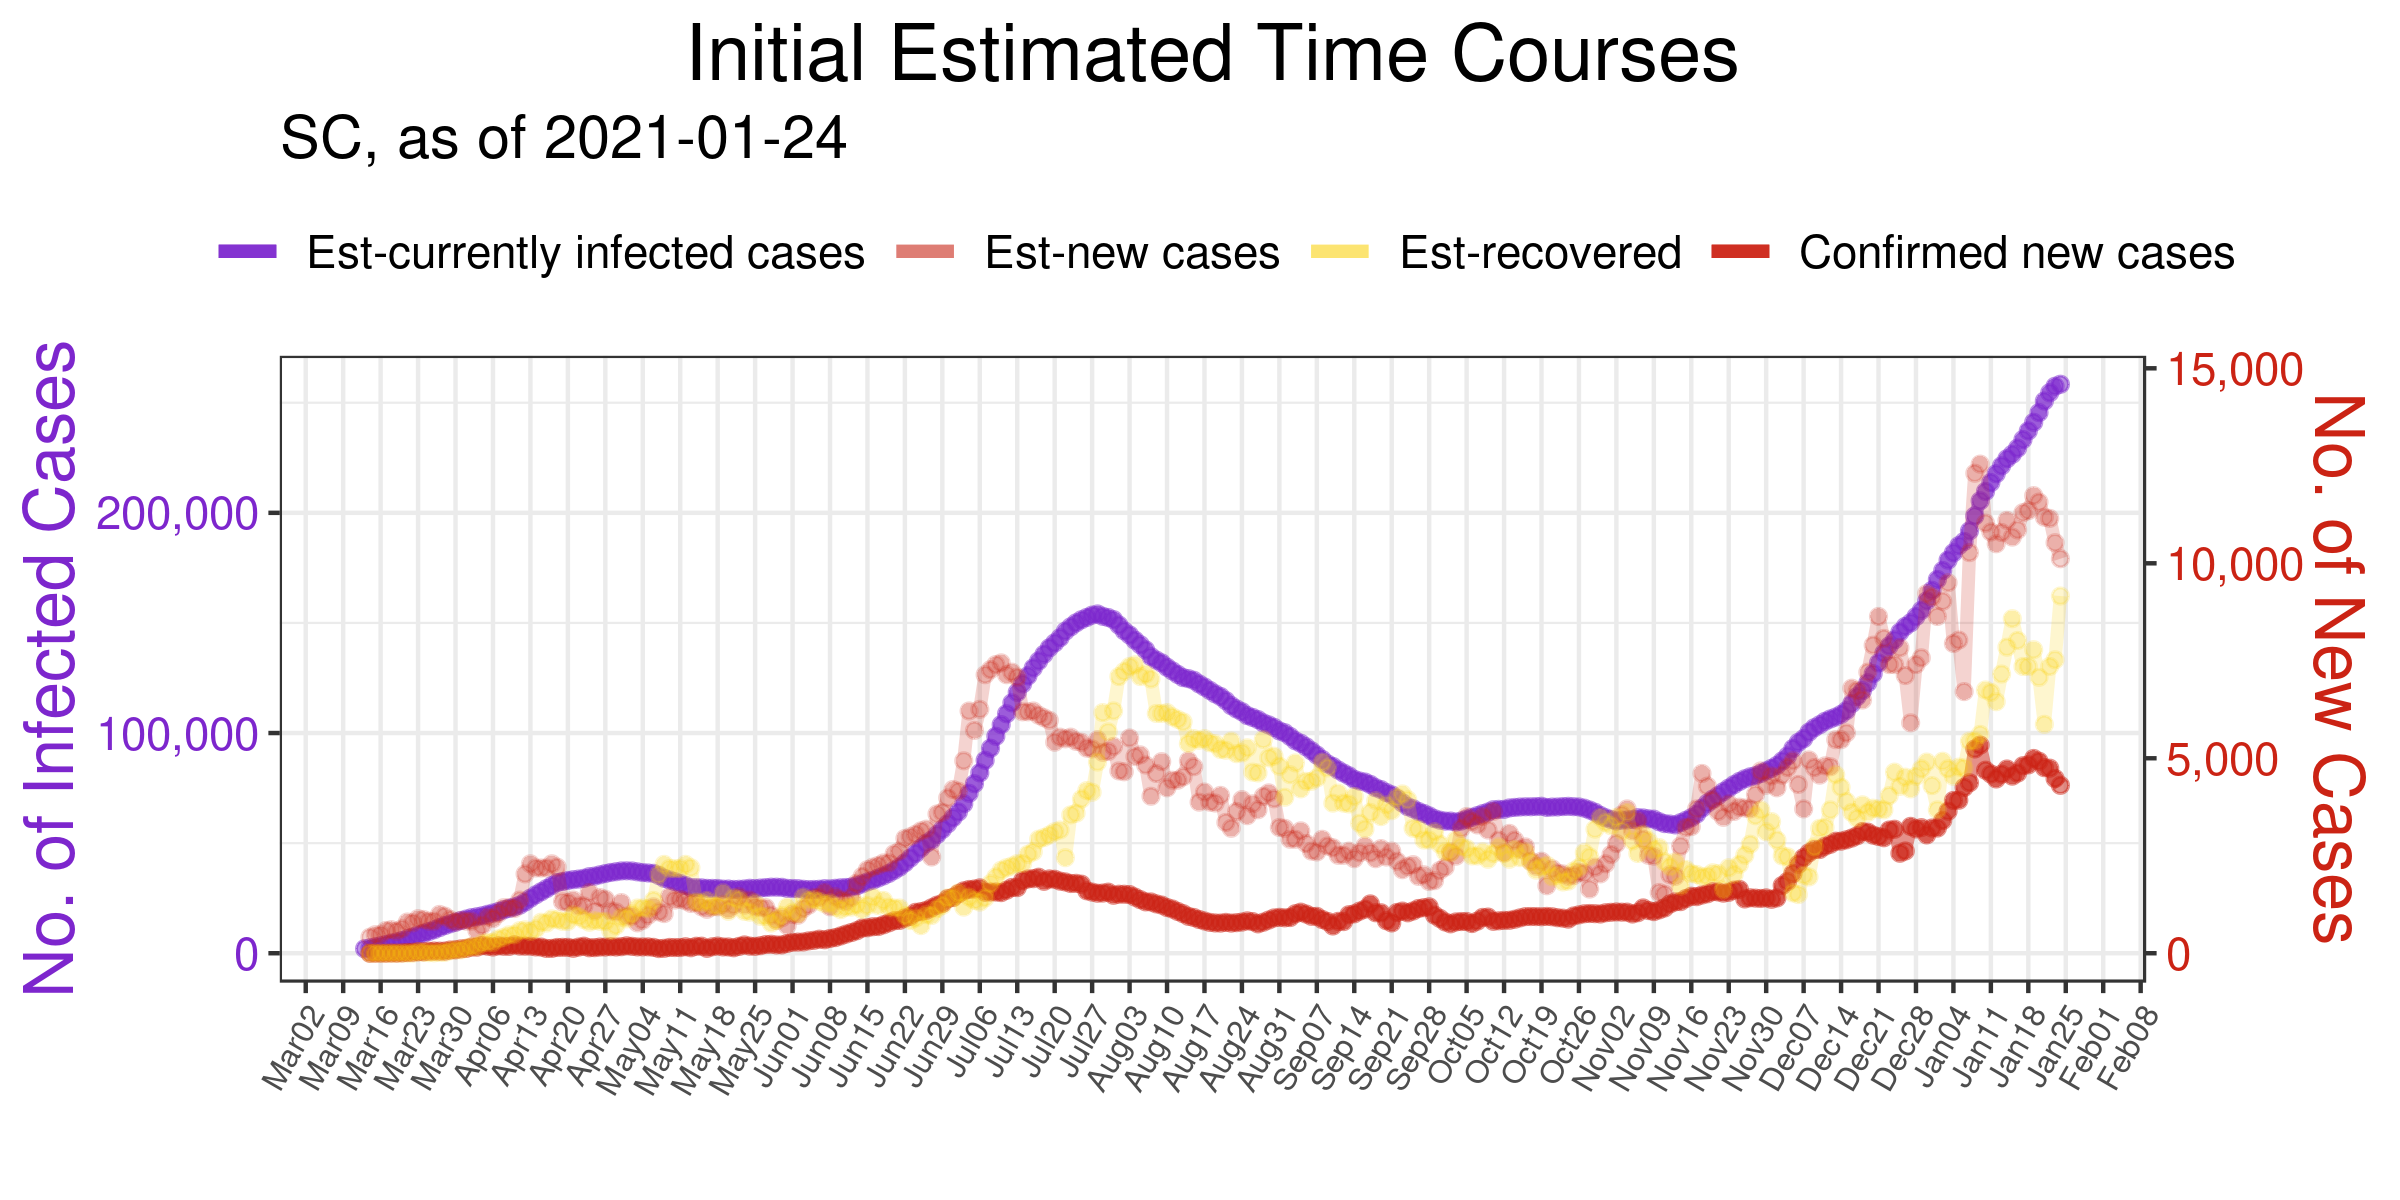 Initial Estimated Time Courses
SC, as of 2021-01-24
Est-currently infected cases
Est-new cases
Est-recovered
Confirmed new cases
No. of Infected Cases
200,000
100,000
0
15,000
10,000
5,000
0
No. of New Cases
Mar02
Mar09
Mar16
Mar23
Mar30
Apr06
Apr13
Apr20
Apr27
May04
May11
May18
May25
Jun01
Jun08
Jun15
Jun22
Jun29
Jul06
Jul13
Jul20
Jul27
Aug03
Aug10
Aug17
Aug24
Aug31
Sep07
Sep14
Sep21
Sep28
Oct05
Oct12
Oct19
Oct26
Nov02
Nov09
Nov16
Nov23
Nov30
Dec07
Dec14
Dec21
Dec28
Jan04
Jan11
Jan18
Jan25
Feb01
Feb08